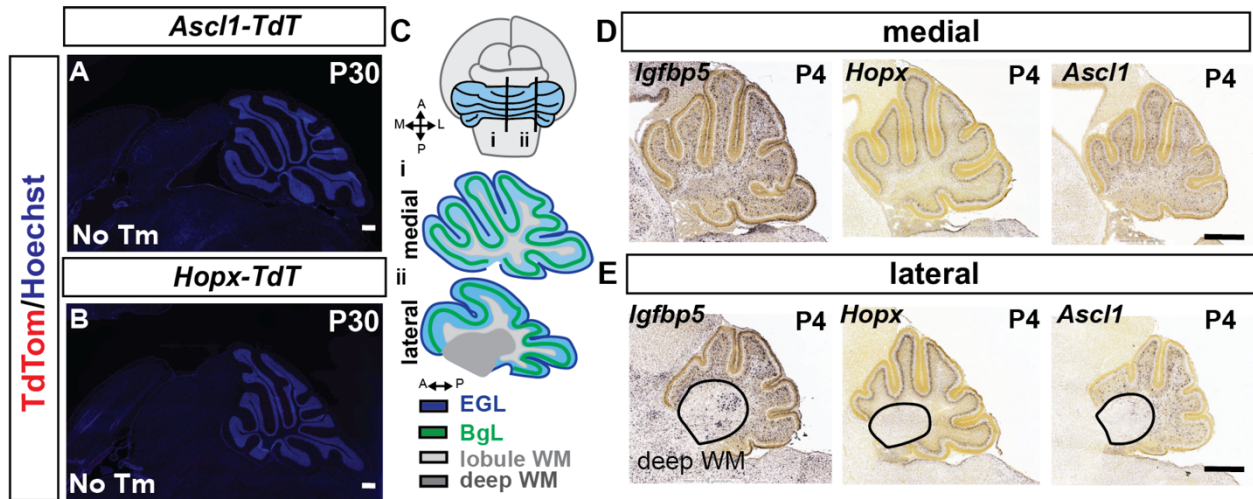 TdTom/Hoechst
Ascl1-TdT
A
P30
No Tm
Hopx-TdT
B
P30
No Tm
C
A
M
L
P
i
ii
i
medial
ii
lateral
A
P
EGL
BgL
lobule WM
deep WM
D
medial
Igfbp5
P4
Hopx
P4
Ascl1
P4
E
lateral
Igfbp5
P4
Hopx
P4
Ascl1
P4
deep WM